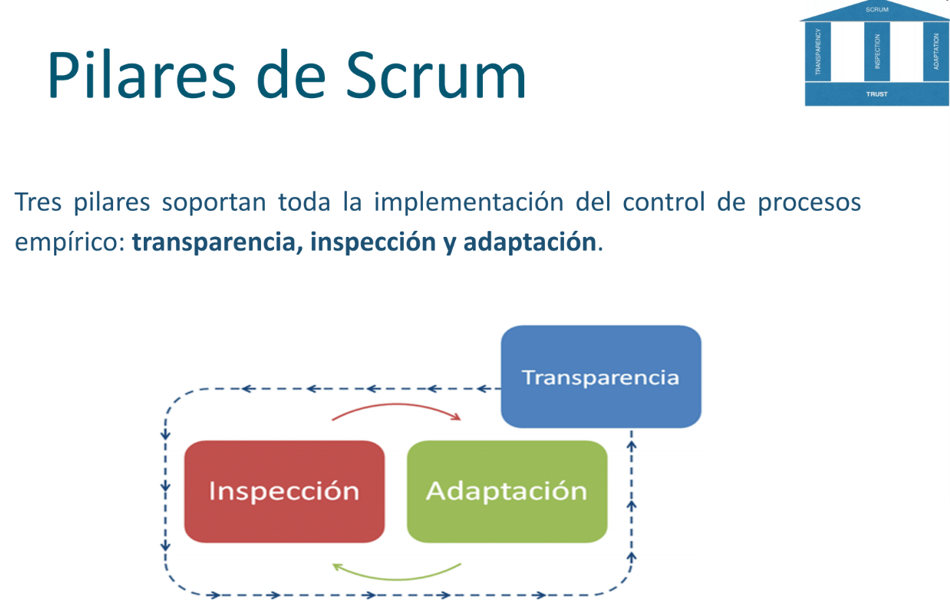 Pilares de Scrum
SCRUM
TRANSPARENCY
INSPECTION
ADAPTATION
TRUST
Tres pilares soportan toda la implementación del control de procesos
empírico: transparencia, inspección y adaptación.
Transparencia
Inspección
Adaptación